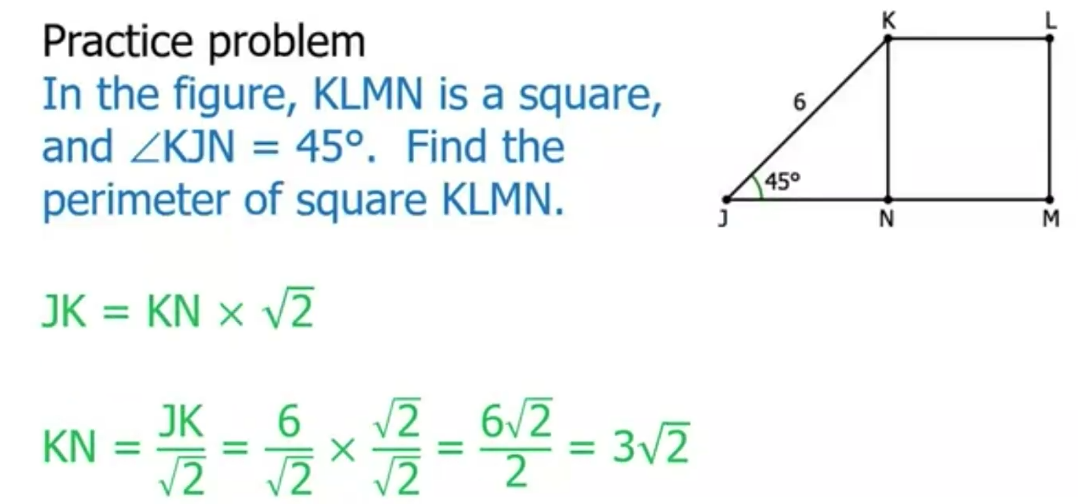 Practice problem
In the figure, KLMN is a square,
and ∠KJN = 45°. Find the
perimeter of square KLMN.
K L
6
45°
J N M
JK = KN × √2
KN = JK/√2 = 6/√2 × √2/√2 = 6√2/2 = 3√2